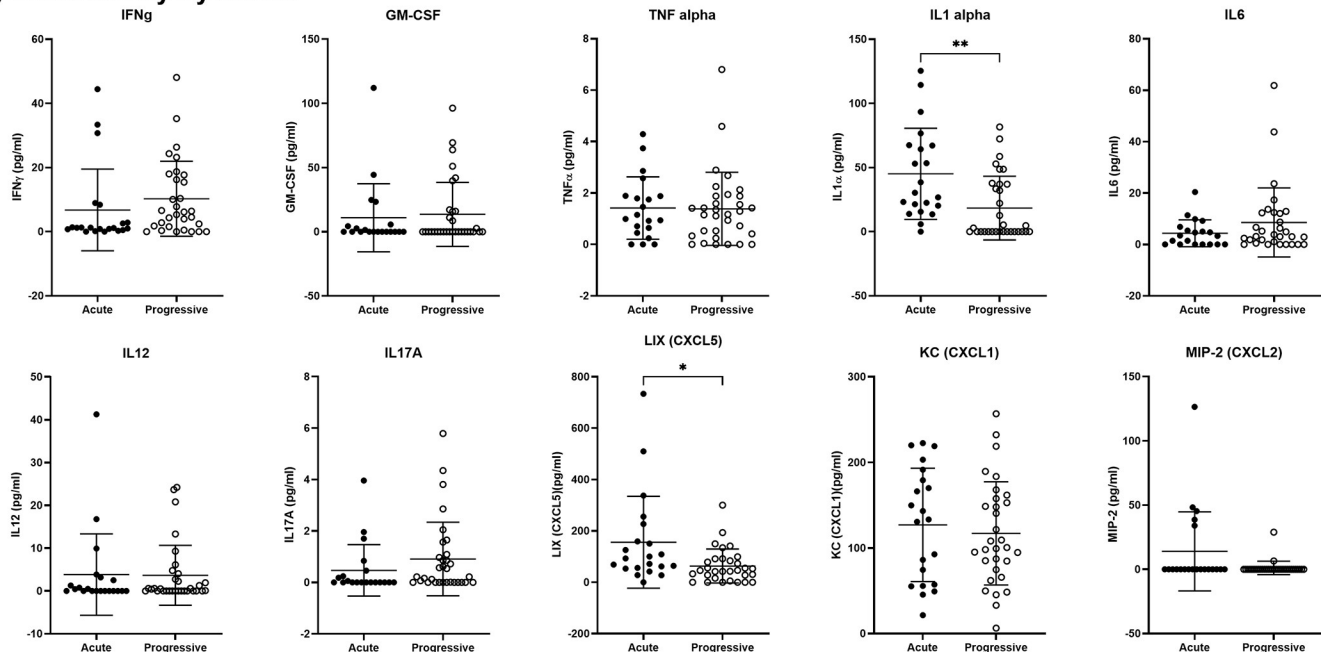 IFNg
GM-CSF
TNF alpha
IL1 alpha
IL6
IFNγ (pg/ml)
60
40
20
0
-20
Acute
Progressive
GM-CSF (pg/ml)
150
100
50
0
-50
Acute
Progressive
TNFα (pg/ml)
8
6
4
2
0
-2
Acute
Progressive
IL1α (pg/ml)
150
100
50
0
-50
**
Acute
Progressive
IL6 (pg/ml)
80
60
40
20
0
-20
Acute
Progressive
IL12
IL17A
LIX (CXCL5)
KC (CXCL1)
MIP-2 (CXCL2)
IL12 (pg/ml)
50
40
30
20
10
0
-10
Acute
Progressive
IL17A (pg/ml)
8
6
4
2
0
-2
Acute
Progressive
LIX (CXCL5)(pg/ml)
800
600
400
200
0
-200
*
Acute
Progressive
KC (CXCL1)(pg/ml)
300
200
100
0
Acute
Progressive
MIP-2 (pg/ml)
150
100
50
0
-50
Acute
Progressive